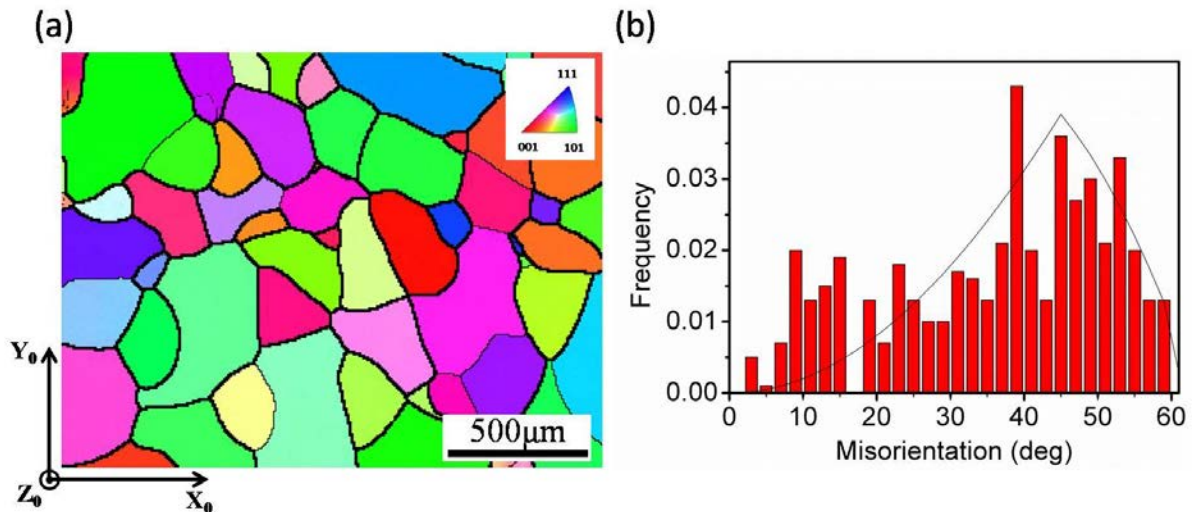 (a)
111
001 101
500μm
Y₀
Z₀
X₀
(b)
Frequency
0.04
0.03
0.02
0.01
0.00
0 10 20 30 40 50 60
Misorientation (deg)